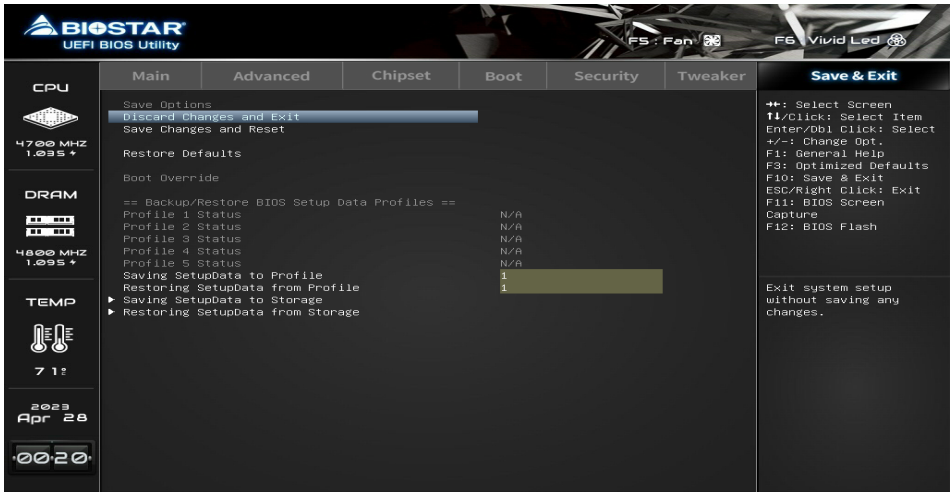 BIOSTAR®
UEFI BIOS Utility
F5 : Fan
F6 Vivid Led
Main Advanced Chipset Boot Security Tweaker Save & Exit
CPU
4700 MHZ
1.035
DRAM
4800 MHZ
1.095
TEMP
71°
2023
Apr 28
00:20
Save Options
Discard Changes and Exit
Save Changes and Reset
Restore Defaults
Boot Override
== Backup/Restore BIOS Setup Data Profiles ==
Profile 1 Status N/A
Profile 2 Status N/A
Profile 3 Status N/A
Profile 4 Status N/A
Profile 5 Status N/A
Saving SetupData to Profile 1
Restoring SetupData from Profile 1
▶ Saving SetupData to Storage
▶ Restoring SetupData from Storage
→←: Select Screen
↑↓/Click: Select Item
Enter/Dbl Click: Select
+/-: Change Opt.
F1: General Help
F3: Optimized Defaults
F10: Save & Exit
ESC/Right Click: Exit
F11: BIOS Screen
Capture
F12: BIOS Flash
Exit system setup
without saving any
changes.